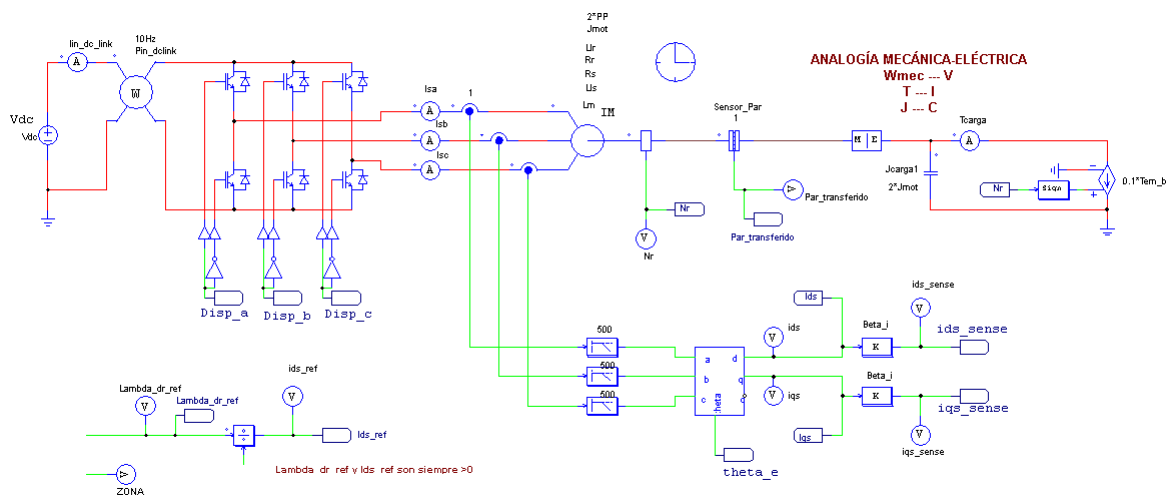 Iin_dc_link
A
10Hz
Pin_dclink
W
Vdc
Vdc
Disp_a
Disp_b
Disp_c
Isa
A
1
Isb
A
Isc
A
2*PP
Jmot
Llr
Rr
Rs
Lls
Lm
IM
Nr
V
Nr
Sensor_Par
1
Par_transferido
Par_transferido
ANALOGÍA MECÁNICA-ELÉCTRICA
Wmec --- V
T --- I
J --- C
M E
Tcarga
A
Jcarga1
2*Jmot
Nr
Sign
0.1*Tem_b
500
500
500
a
b
c
d
q
o
theta
theta_e
Ids
ids
V
Beta_i
K
ids_sense
V
ids_sense
V
iqs
Iqs
Beta_i
K
iqs_sense
V
iqs_sense
Lambda_dr_ref
V
Lambda_dr_ref
ids_ref
V
Ids_ref
ZONA
Lambda_dr_ref y Ids_ref son siempre >0